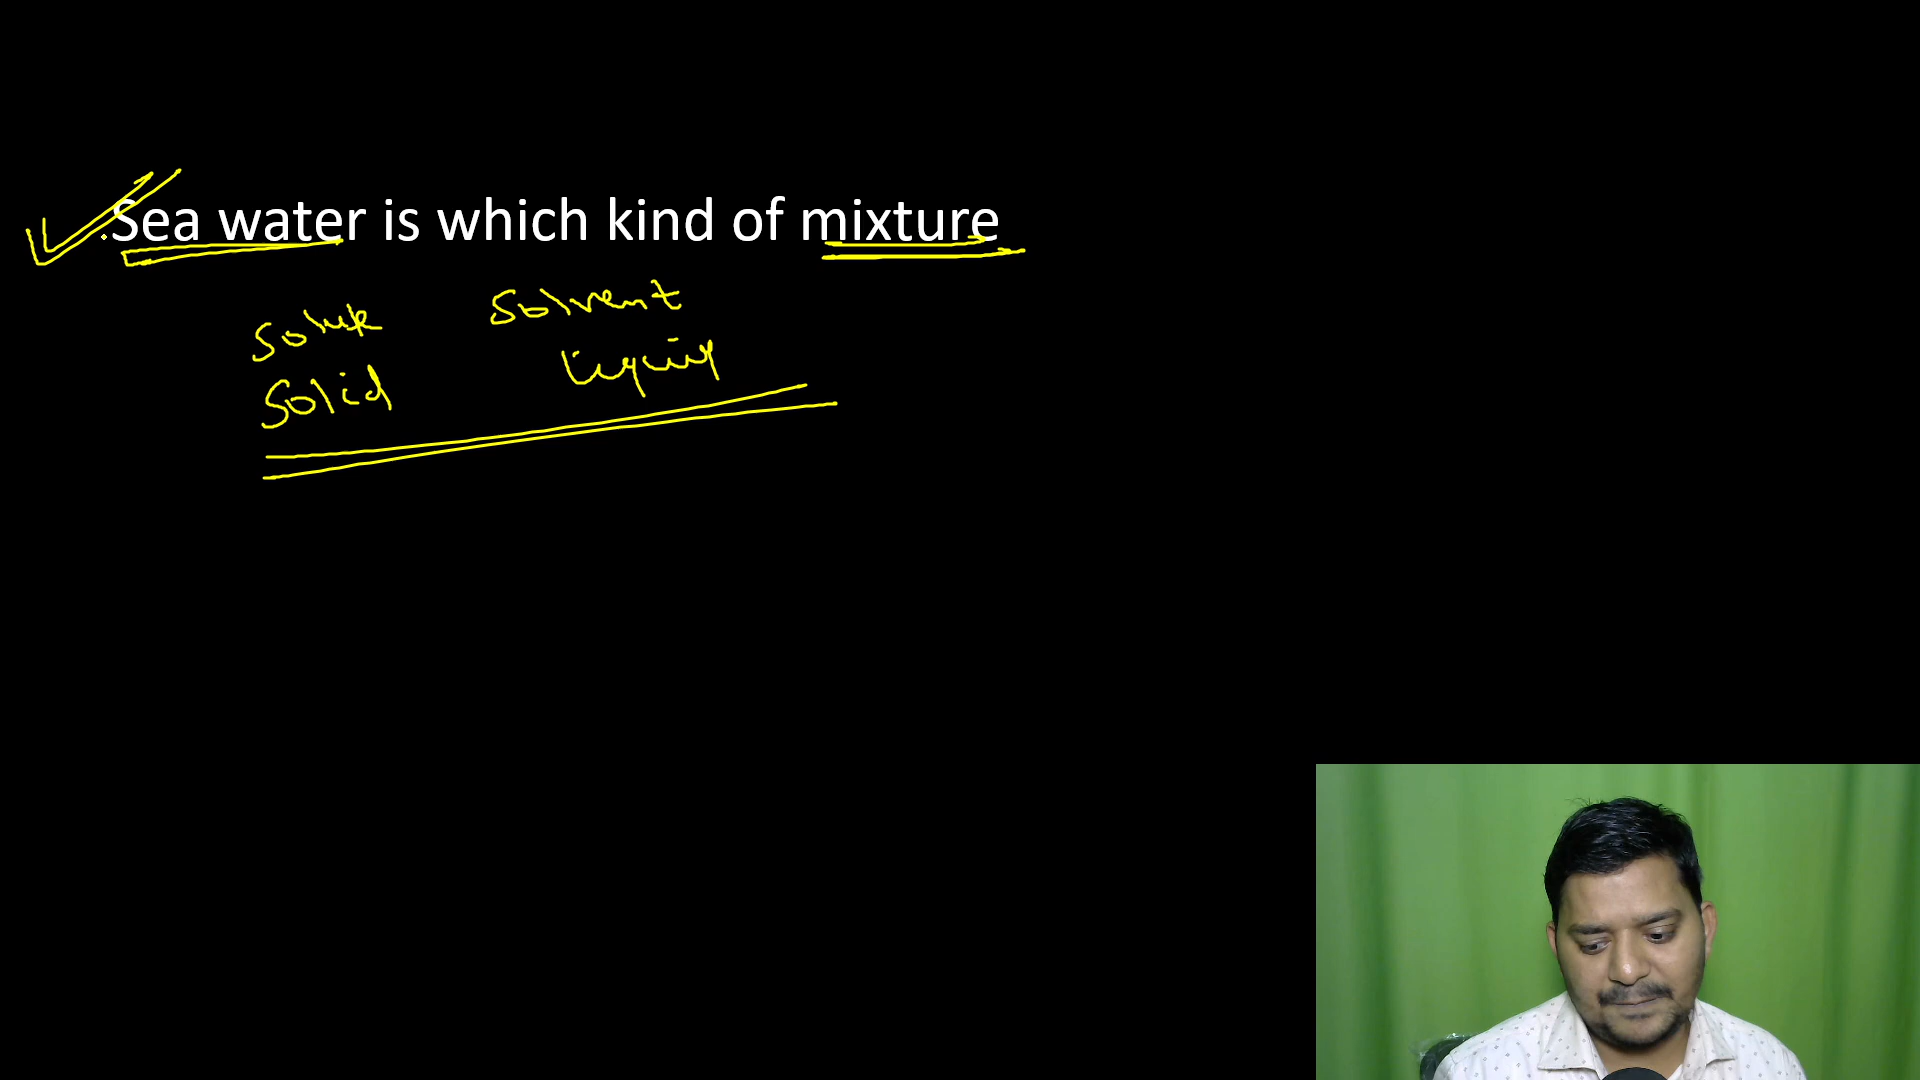 .Sea water is which kind of mixture
Solute Solvent
Solid liquid